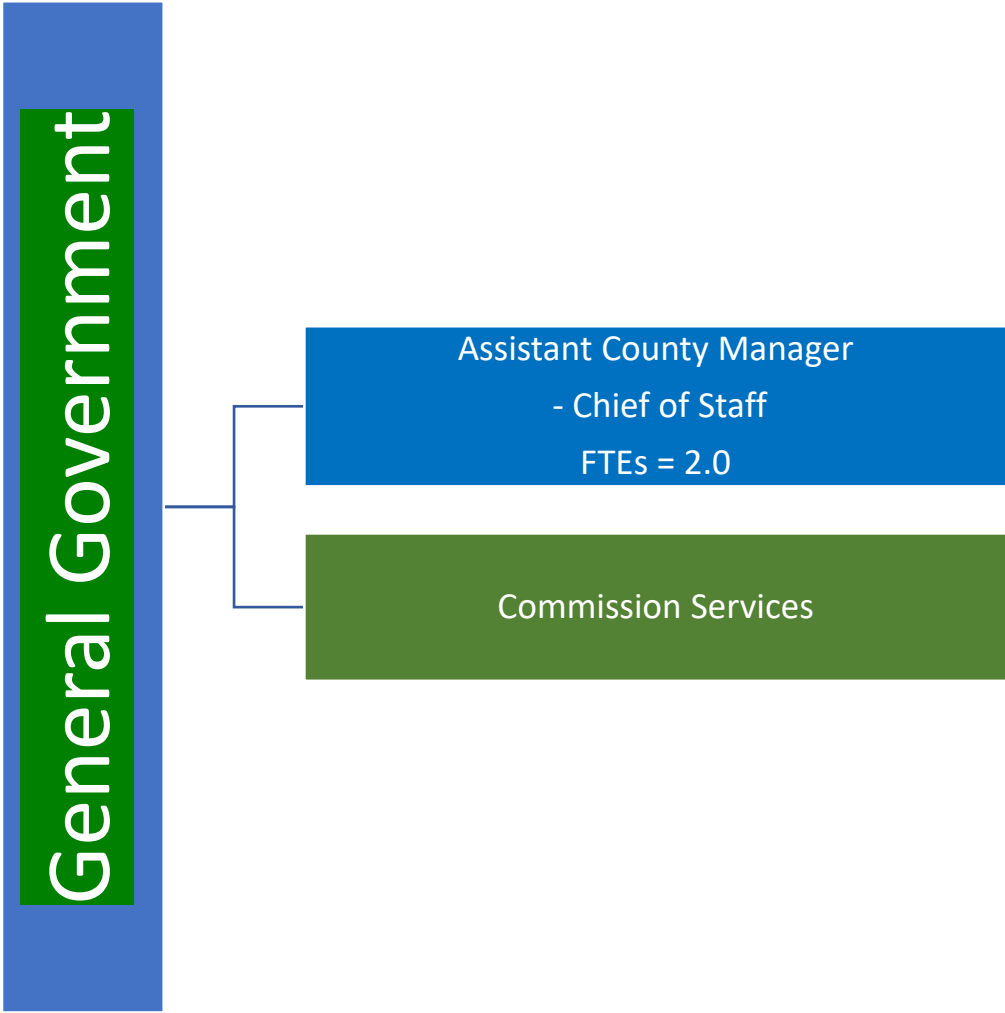 General Government
Assistant County Manager
- Chief of Staff
FTEs = 2.0
Commission Services